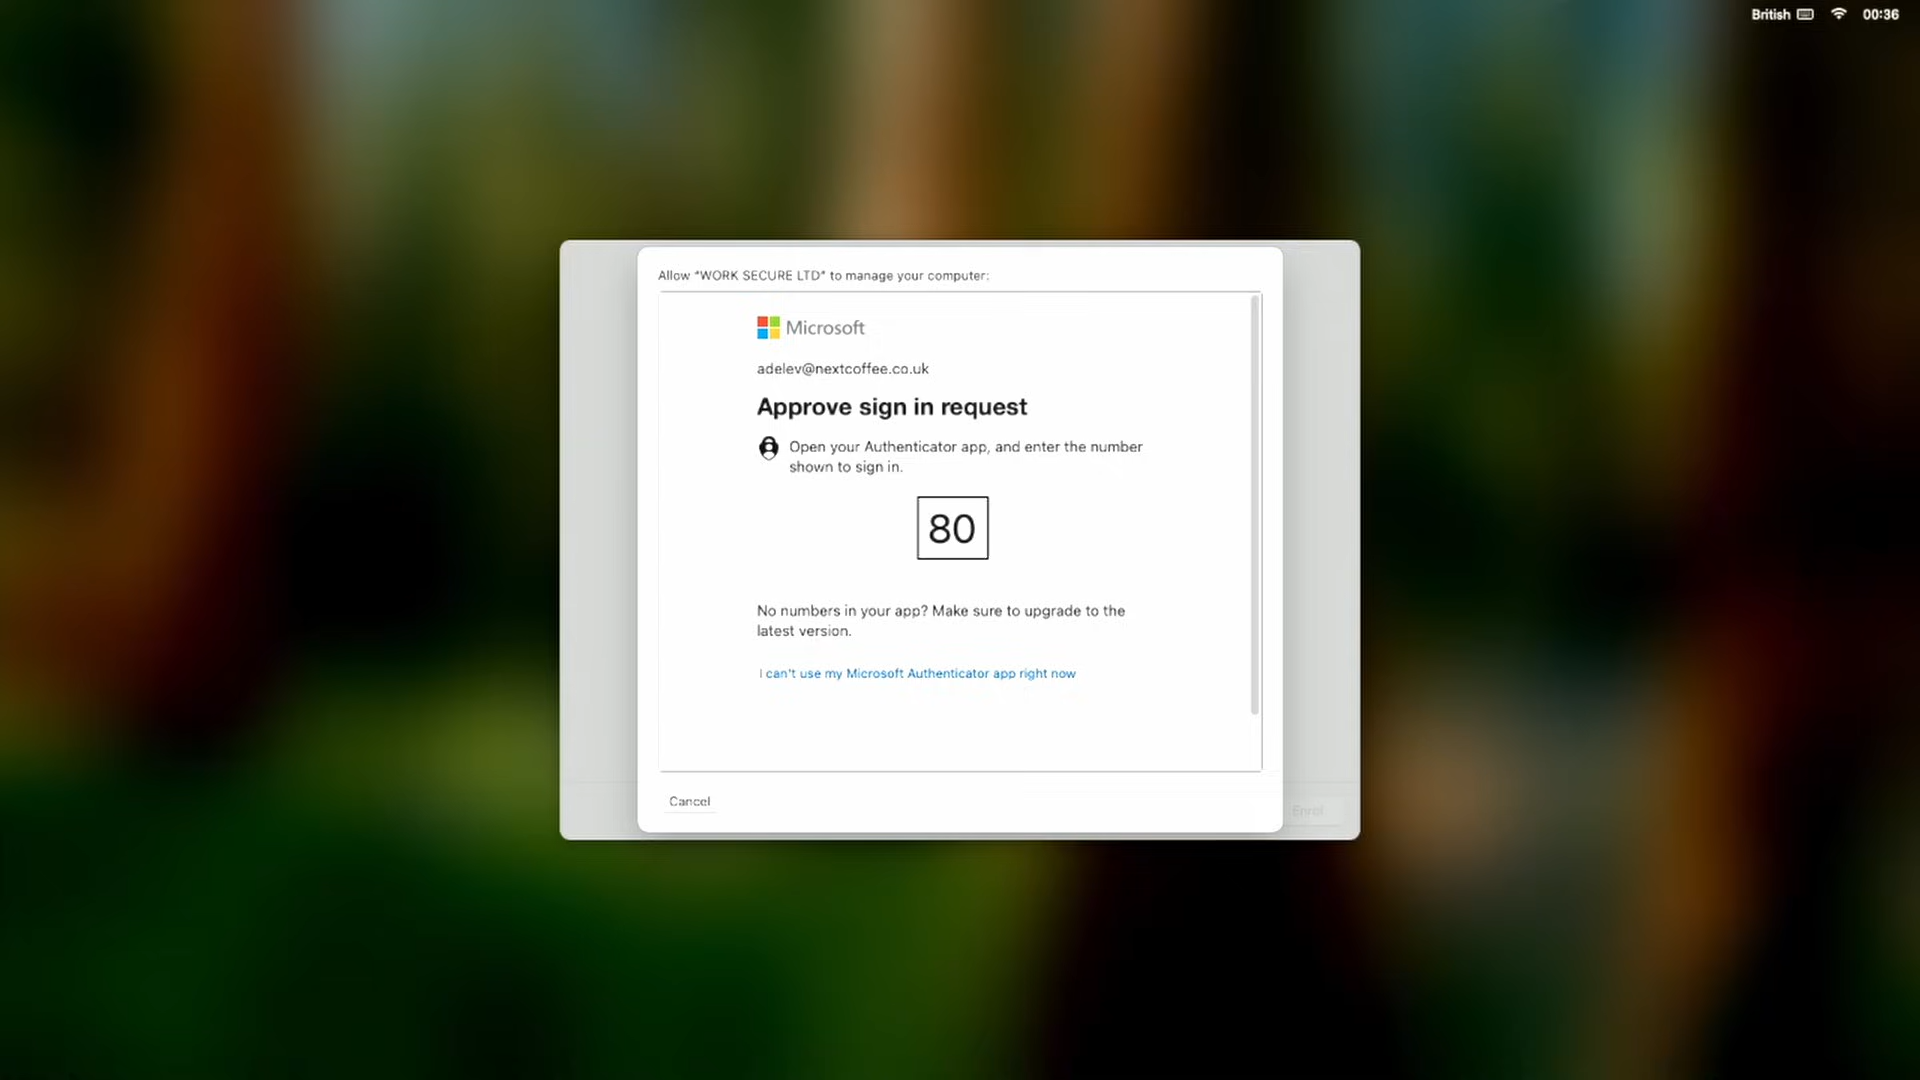 British 00:36
Allow "WORK SECURE LTD" to manage your computer:
Microsoft
adelev@nextcoffee.co.uk
Approve sign in request
Open your Authenticator app, and enter the number
shown to sign in.
80
No numbers in your app? Make sure to upgrade to the
latest version.
I can't use my Microsoft Authenticator app right now
Cancel
Enrol